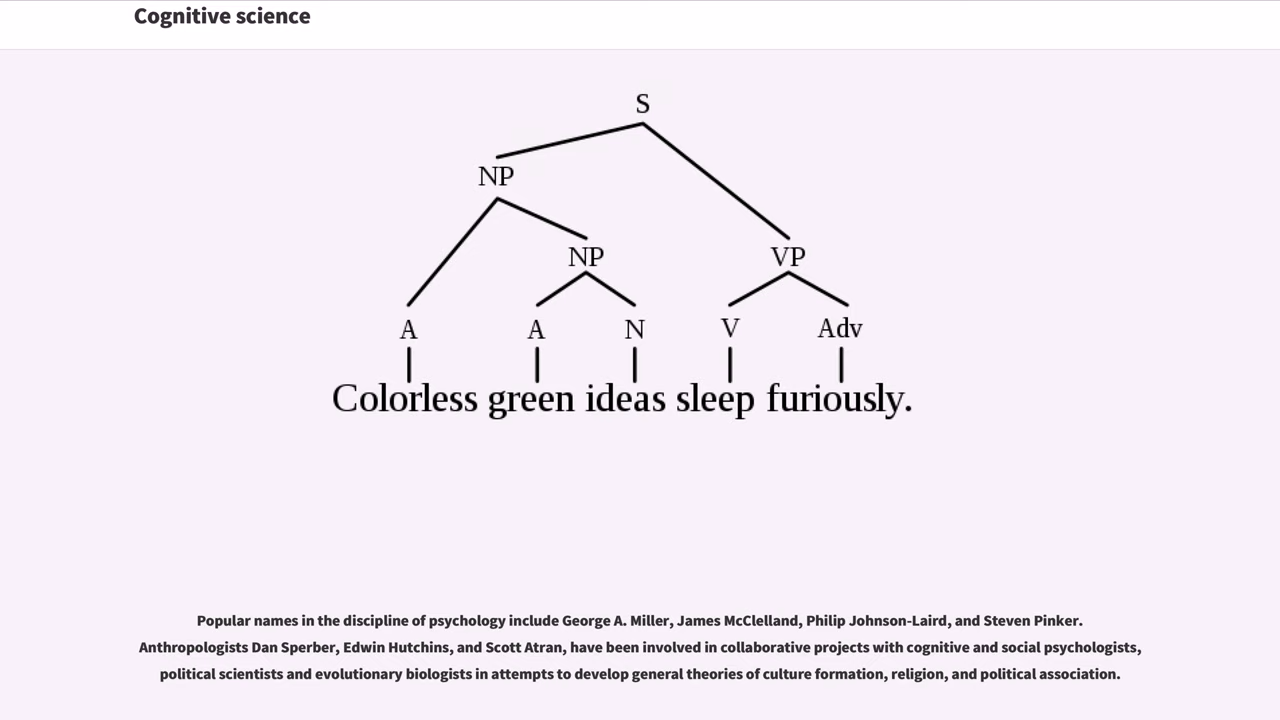 Cognitive science
S
NP
NP VP
A A N V Adv
Colorless green ideas sleep furiously.
Popular names in the discipline of psychology include George A. Miller, James McClelland, Philip Johnson-Laird, and Steven Pinker.
Anthropologists Dan Sperber, Edwin Hutchins, and Scott Atran, have been involved in collaborative projects with cognitive and social psychologists,
political scientists and evolutionary biologists in attempts to develop general theories of culture formation, religion, and political association.